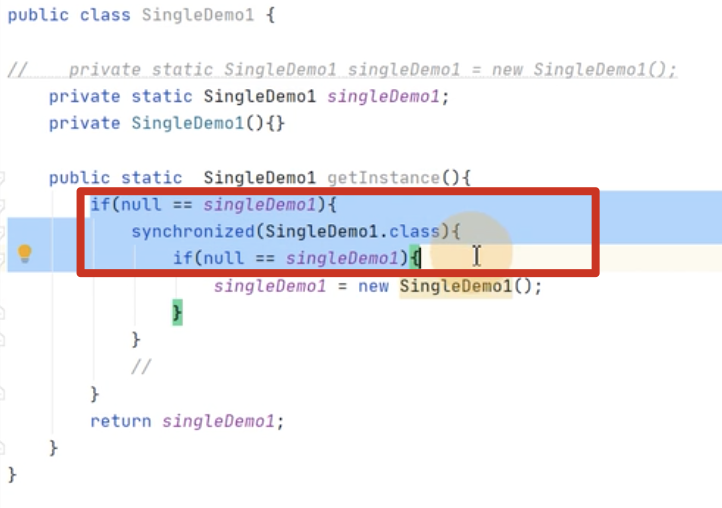 public class SingleDemo1 {
//    private static SingleDemo1 singleDemo1 = new SingleDemo1();
    private static SingleDemo1 singleDemo1;
    private SingleDemo1(){}
    public static  SingleDemo1 getInstance(){
        if(null == singleDemo1){
            synchronized(SingleDemo1.class){
                if(null == singleDemo1){
                    singleDemo1 = new SingleDemo1();
                }
            }
            //
        }
        return singleDemo1;
    }
}